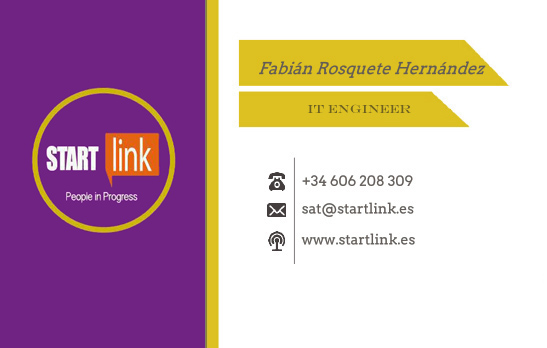 START link
People in Progress
Fabián Rosquete Hernández
IT ENGINEER
+34 606 208 309
sat@startlink.es
www.startlink.es